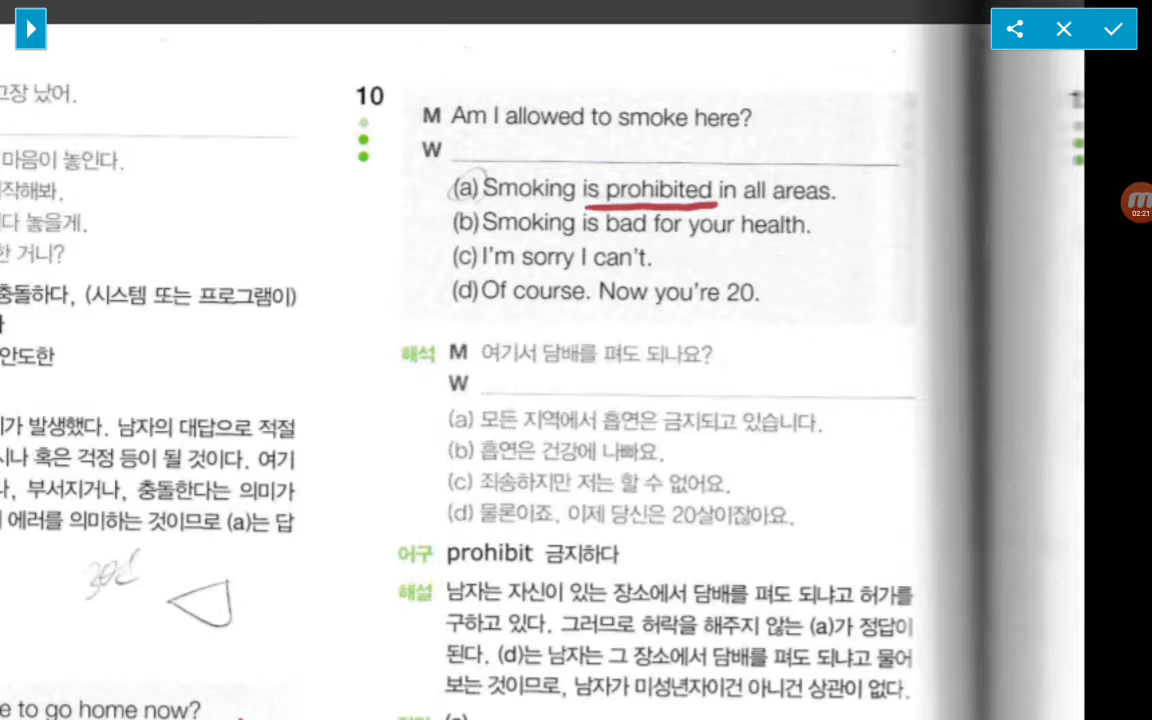 고장 났어.
마음이 놓인다.
작해봐.
다 놓을게.
한 거니?
충돌하다, (시스템 또는 프로그램이)
안도한
가 발생했다. 남자의 대답으로 적절
시나 혹은 걱정 등이 될 것이다. 여기
나, 부서지거나, 충돌한다는 의미가
에러를 의미하는 것이므로 (a)는 답
e to go home now?
10
M Am I allowed to smoke here?
W
(a) Smoking is prohibited in all areas.
(b) Smoking is bad for your health.
(c) I'm sorry I can't.
(d) Of course. Now you're 20.
해석 M 여기서 담배를 펴도 되나요?
W
(a) 모든 지역에서 흡연은 금지되고 있습니다.
(b) 흡연은 건강에 나빠요.
(c) 죄송하지만 저는 할 수 없어요.
(d) 물론이죠. 이제 당신은 20살이잖아요.
어구 prohibit 금지하다
해설 남자는 자신이 있는 장소에서 담배를 펴도 되냐고 허가를
구하고 있다. 그러므로 허락을 해주지 않는 (a)가 정답이
된다. (d)는 남자는 그 장소에서 담배를 펴도 되냐고 물어
보는 것이므로, 남자가 미성년자이건 아니건 상관이 없다.
02:21